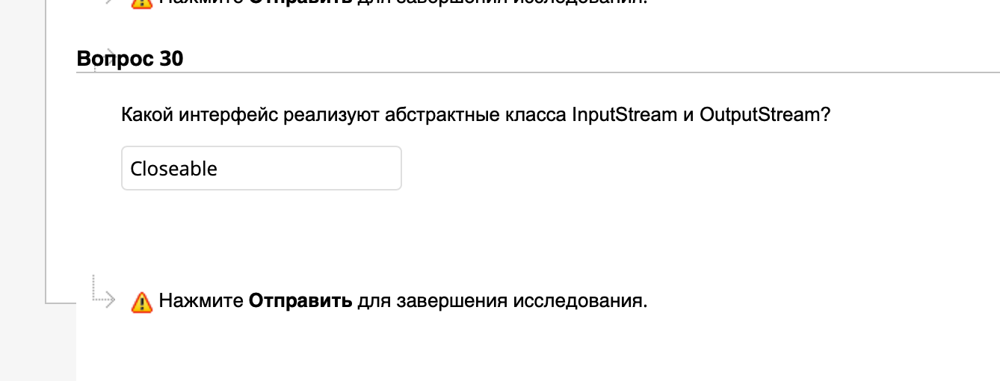 Нажмите Отправить для завершения исследования.
Вопрос 30
Какой интерфейс реализуют абстрактные класса InputStream и OutputStream?
Closeable
Нажмите Отправить для завершения исследования.